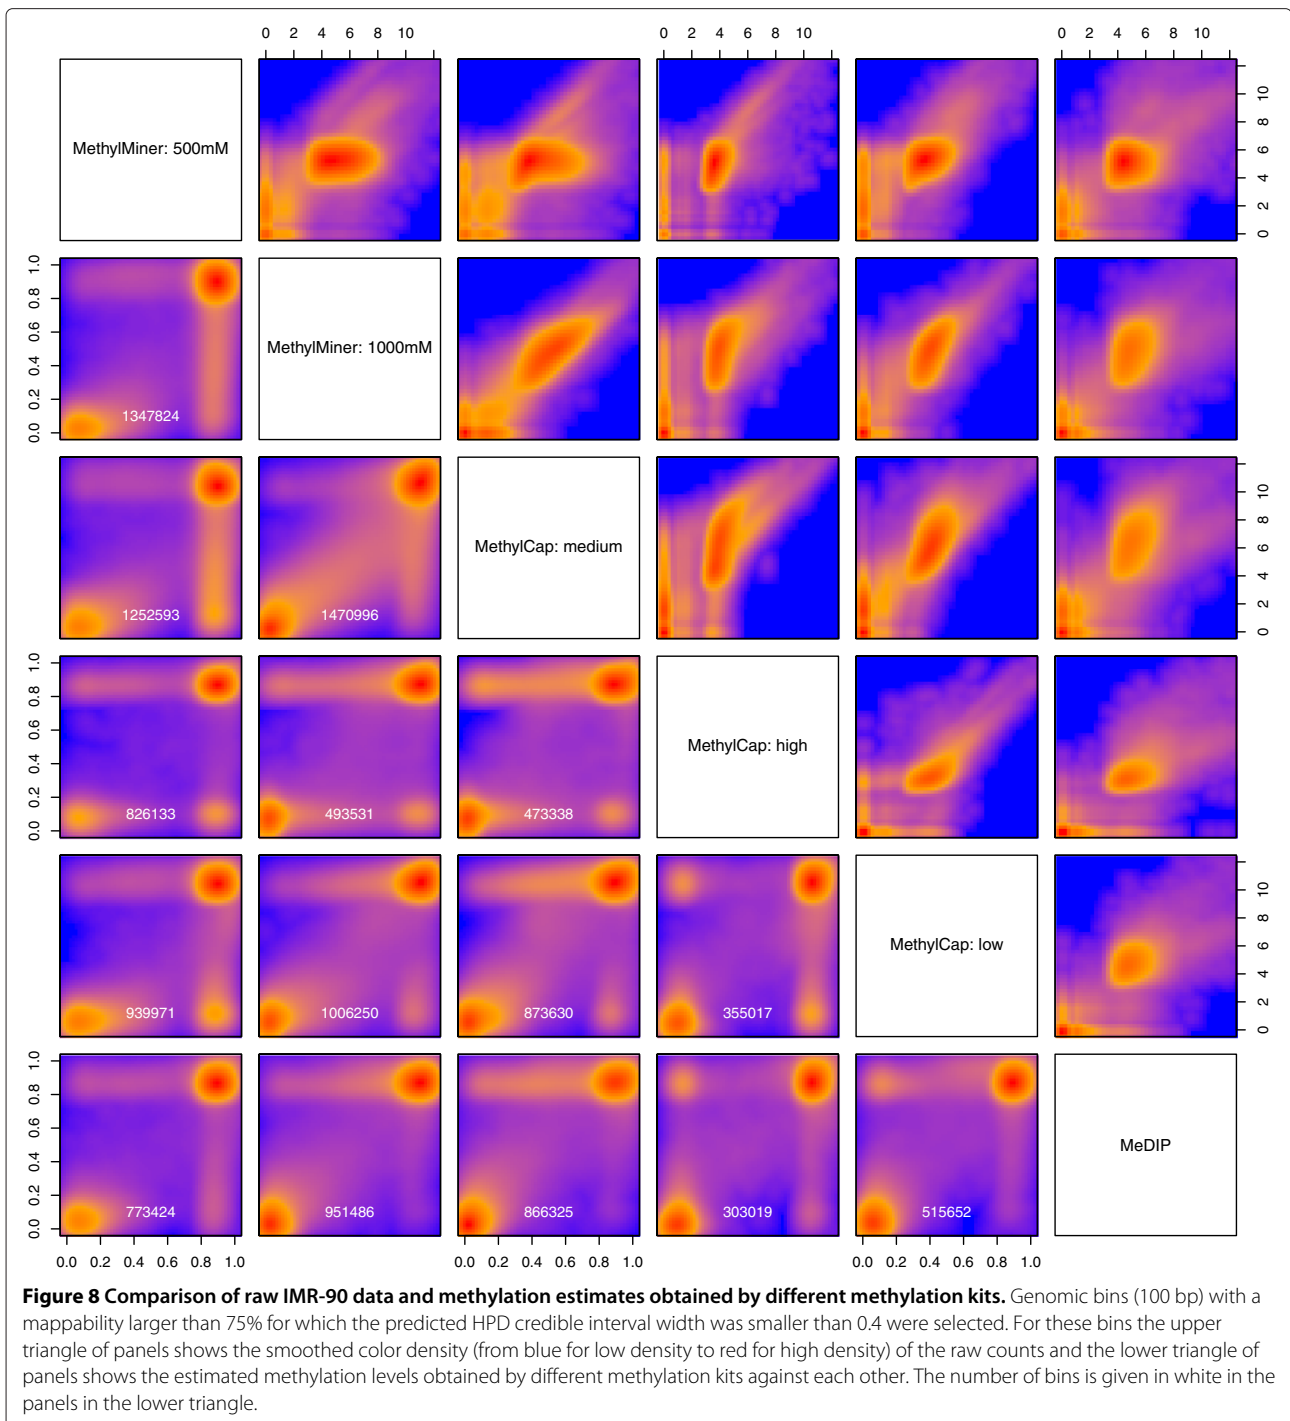 0 2 4 6 8 10
0 2 4 6 8 10
0 2 4 6 8 10
MethylMiner: 500mM
0 2 4 6 8 10
0.0 0.2 0.4 0.6 0.8 1.0
1347824
MethylMiner: 1000mM
1252593
1470996
MethylCap: medium
0 2 4 6 8 10
0.0 0.2 0.4 0.6 0.8 1.0
826133
493531
473338
MethylCap: high
939971
1006250
873630
355017
MethylCap: low
0 2 4 6 8 10
0.0 0.2 0.4 0.6 0.8 1.0
773424
951486
866325
303019
515652
MeDIP
0.0 0.2 0.4 0.6 0.8 1.0
0.0 0.2 0.4 0.6 0.8 1.0
0.0 0.2 0.4 0.6 0.8 1.0
Figure 8 Comparison of raw IMR-90 data and methylation estimates obtained by different methylation kits. Genomic bins (100 bp) with a
mappability larger than 75% for which the predicted HPD credible interval width was smaller than 0.4 were selected. For these bins the upper
triangle of panels shows the smoothed color density (from blue for low density to red for high density) of the raw counts and the lower triangle of
panels shows the estimated methylation levels obtained by different methylation kits against each other. The number of bins is given in white in the
panels in the lower triangle.